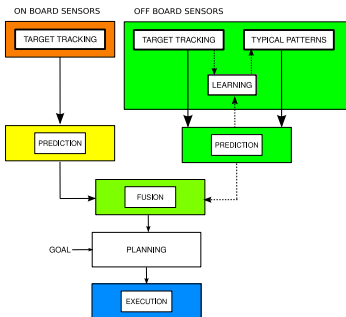 ON BOARD SENSORS
OFF BOARD SENSORS
TARGET TRACKING
TARGET TRACKING
TYPICAL PATTERNS
LEARNING
PREDICTION
PREDICTION
FUSION
GOAL
PLANNING
EXECUTION